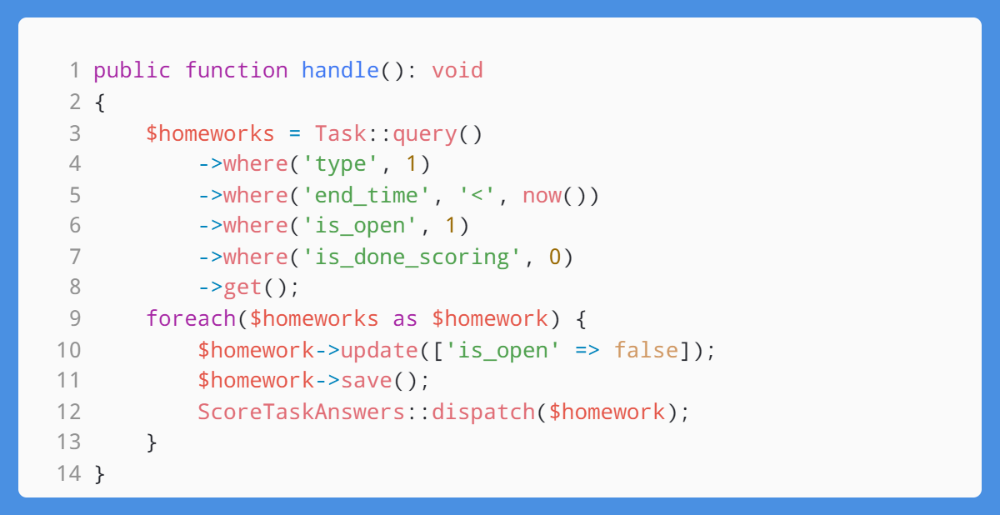 1 public function handle(): void
2 {
3     $homeworks = Task::query()
4         ->where('type', 1)
5         ->where('end_time', '<', now())
6         ->where('is_open', 1)
7         ->where('is_done_scoring', 0)
8         ->get();
9     foreach($homeworks as $homework) {
10         $homework->update(['is_open' => false]);
11         $homework->save();
12         ScoreTaskAnswers::dispatch($homework);
13     }
14 }